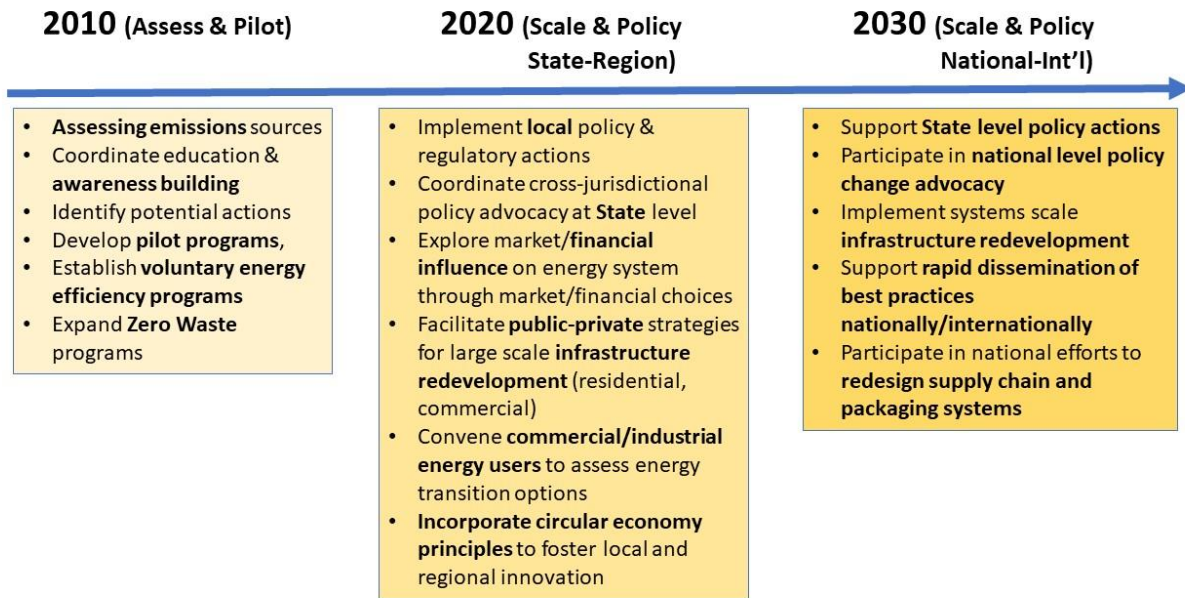 2010 (Assess & Pilot)
2020 (Scale & Policy
State-Region)
2030 (Scale & Policy
National-Int'l)
• Assessing emissions sources
• Coordinate education &
awareness building
• Identify potential actions
• Develop pilot programs,
• Establish voluntary energy
efficiency programs
• Expand Zero Waste
programs
• Implement local policy &
regulatory actions
• Coordinate cross-jurisdictional
policy advocacy at State level
• Explore market/financial
influence on energy system
through market/financial choices
• Facilitate public-private strategies
for large scale infrastructure
redevelopment (residential,
commercial)
• Convene commercial/industrial
energy users to assess energy
transition options
• Incorporate circular economy
principles to foster local and
regional innovation
• Support State level policy actions
• Participate in national level policy
change advocacy
• Implement systems scale
infrastructure redevelopment
• Support rapid dissemination of
best practices
nationally/internationally
• Participate in national efforts to
redesign supply chain and
packaging systems